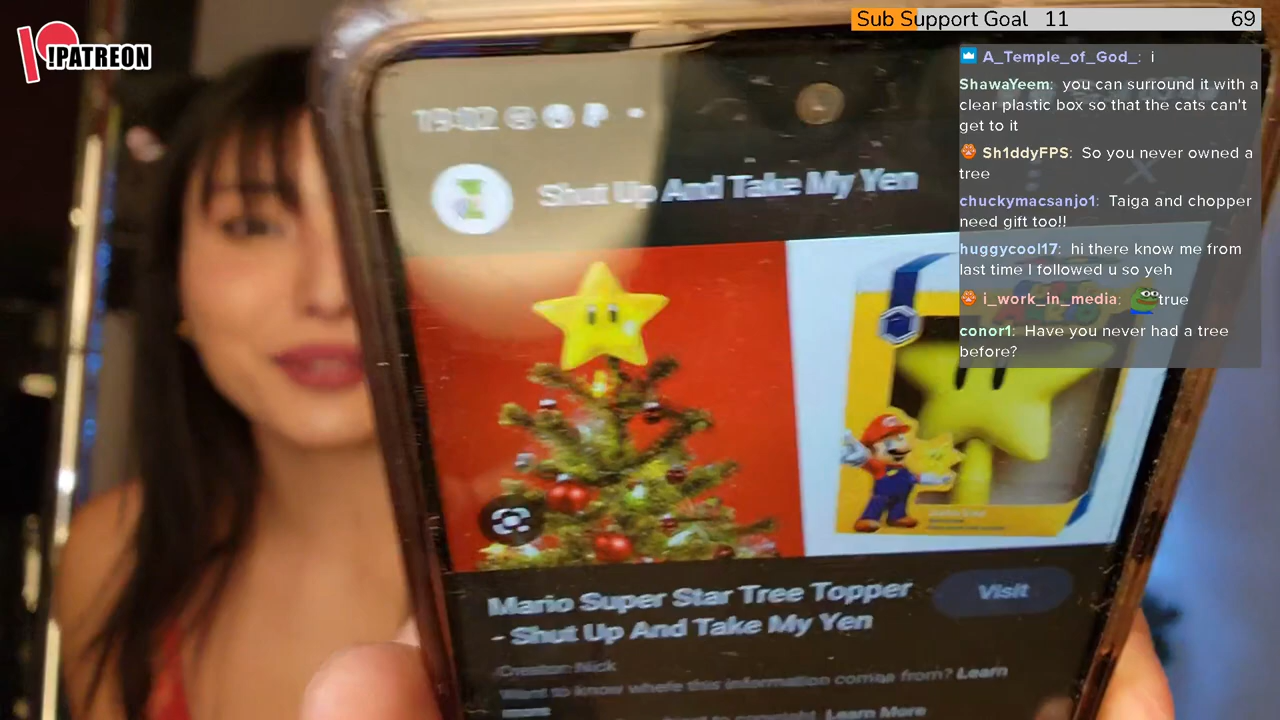 !PATREON
Sub Support Goal 11 69
A_Temple_of_God_: i
ShawaYeem: you can surround it with a
clear plastic box so that the cats can't
get to it
Sh1ddyFPS: So you never owned a
tree
chuckymacsanjo1: Taiga and chopper
need gift too!!
huggycool17: hi there know me from
last time I followed u so yeh
i_work_in_media: true
conor1: Have you never had a tree
before?
19:02
Shut Up And Take My Yen
Mario Super Star Tree Topper
- Shut Up And Take My Yen
Visit
Creator: Nick
Want to know where this information comes from? Learn
more
Learn More